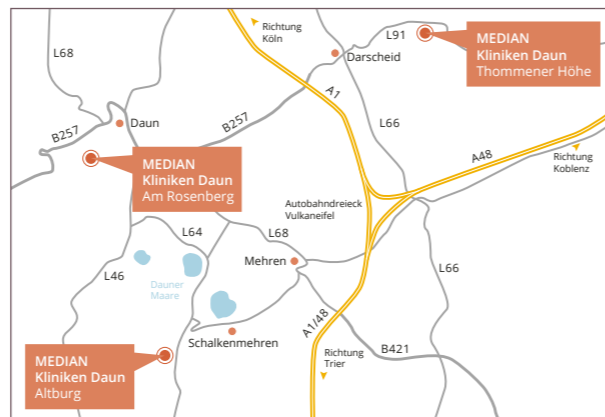 Richtung
Köln
L91
MEDIAN
Kliniken Daun
Thommener Höhe
L68
Darscheid
A1
B257
B257
Daun
L66
A48
Richtung
Koblenz
MEDIAN
Kliniken Daun
Am Rosenberg
Autobahndreieck
Vulkaneifel
L64
L68
Mehren
L46
Dauner
Maare
L66
A1/48
Schalkenmehren
B421
Richtung
Trier
MEDIAN
Kliniken Daun
Altburg